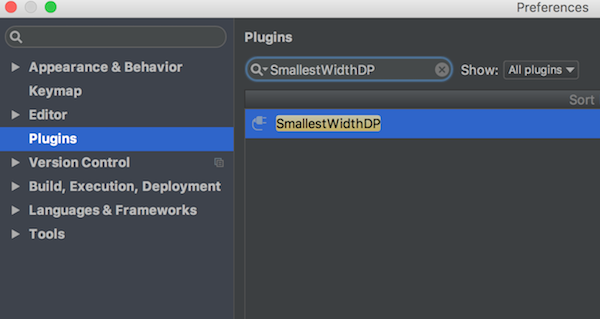 Preferences
Appearance & Behavior
Keymap
Editor
Plugins
Version Control
Build, Execution, Deployment
Languages & Frameworks
Tools
Plugins
SmallestWidthDP Show: All plugins
Sort
SmallestWidthDP